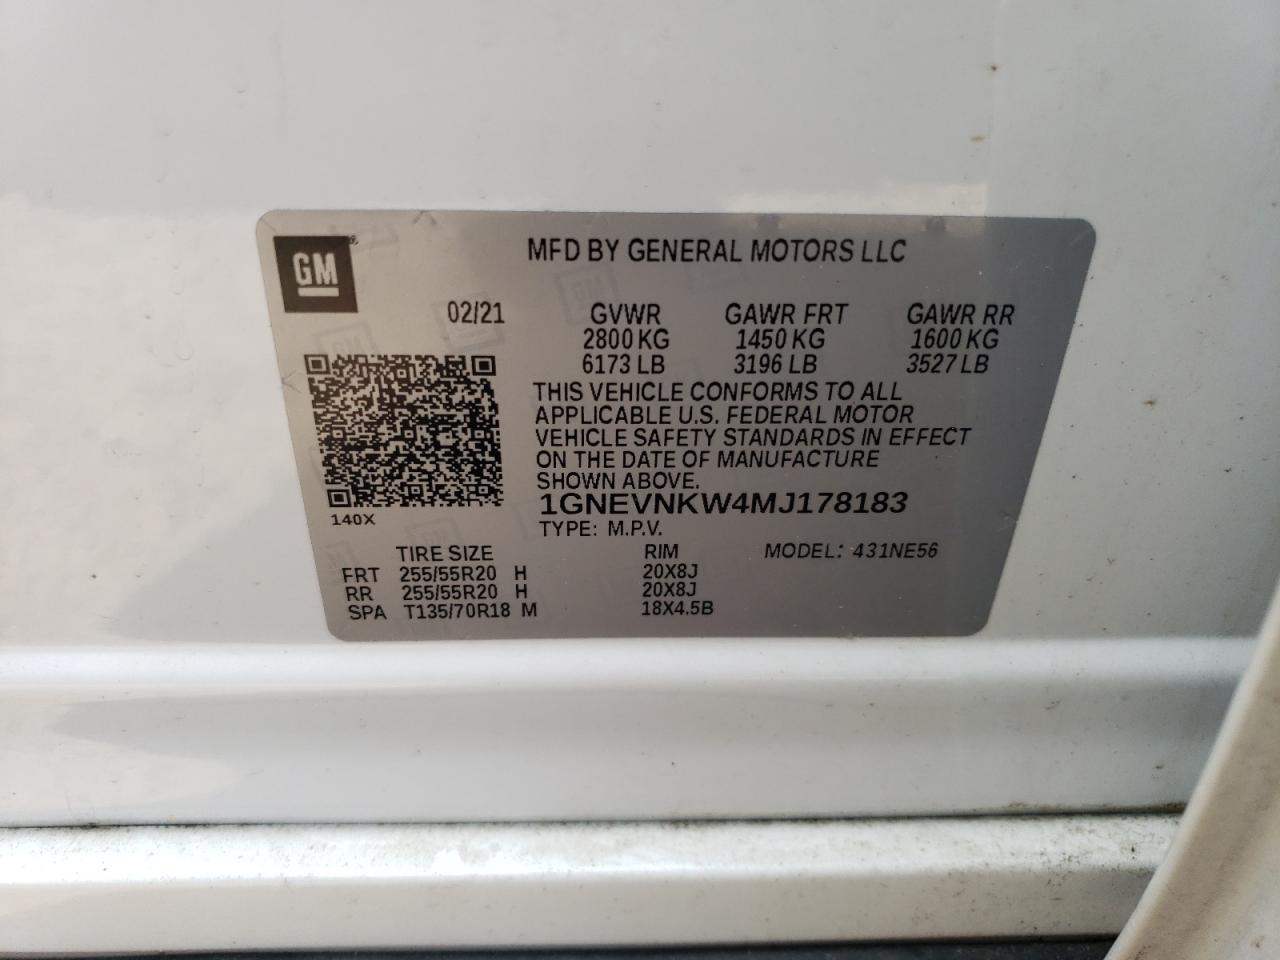 GM
MFD BY GENERAL MOTORS LLC
02/21 GVWR GAWR FRT GAWR RR
2800 KG 1450 KG 1600 KG
6173 LB 3196 LB 3527 LB
THIS VEHICLE CONFORMS TO ALL
APPLICABLE U.S. FEDERAL MOTOR
VEHICLE SAFETY STANDARDS IN EFFECT
ON THE DATE OF MANUFACTURE
SHOWN ABOVE.
1GNEVNKW4MJ178183
140X
TYPE: M.P.V.
TIRE SIZE RIM MODEL: 431NE56
FRT 255/55R20 H 20X8J
RR 255/55R20 H 20X8J
SPA T135/70R18 M 18X4.5B